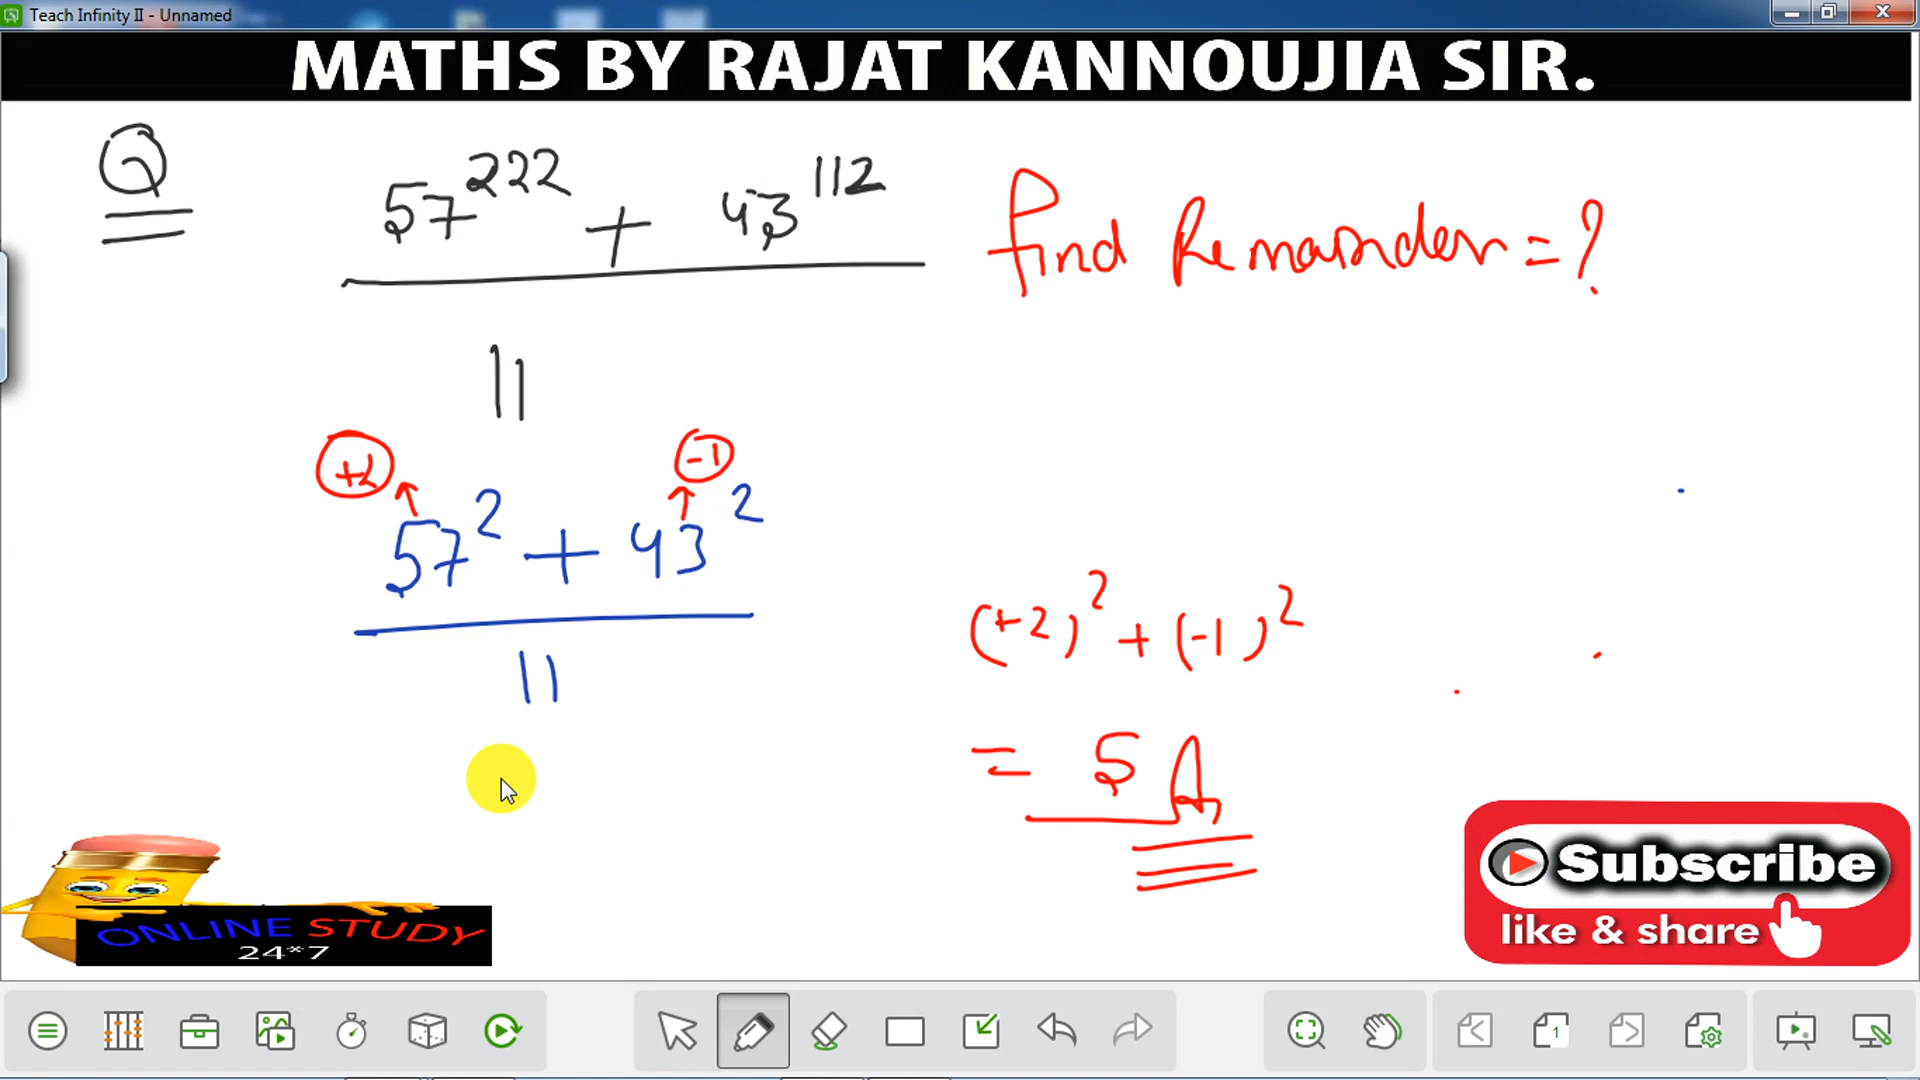 Teach Infinity II - Unnamed
MATHS BY RAJAT KANNOUJIA SIR.
Q
57^222 + 43^112
11
Find Remainder = ?
+2
-1
57^2 + 43^2
11
(+2)^2 + (-1)^2
= 5 A
ONLINE STUDY
24*7
Subscribe
like & share
1